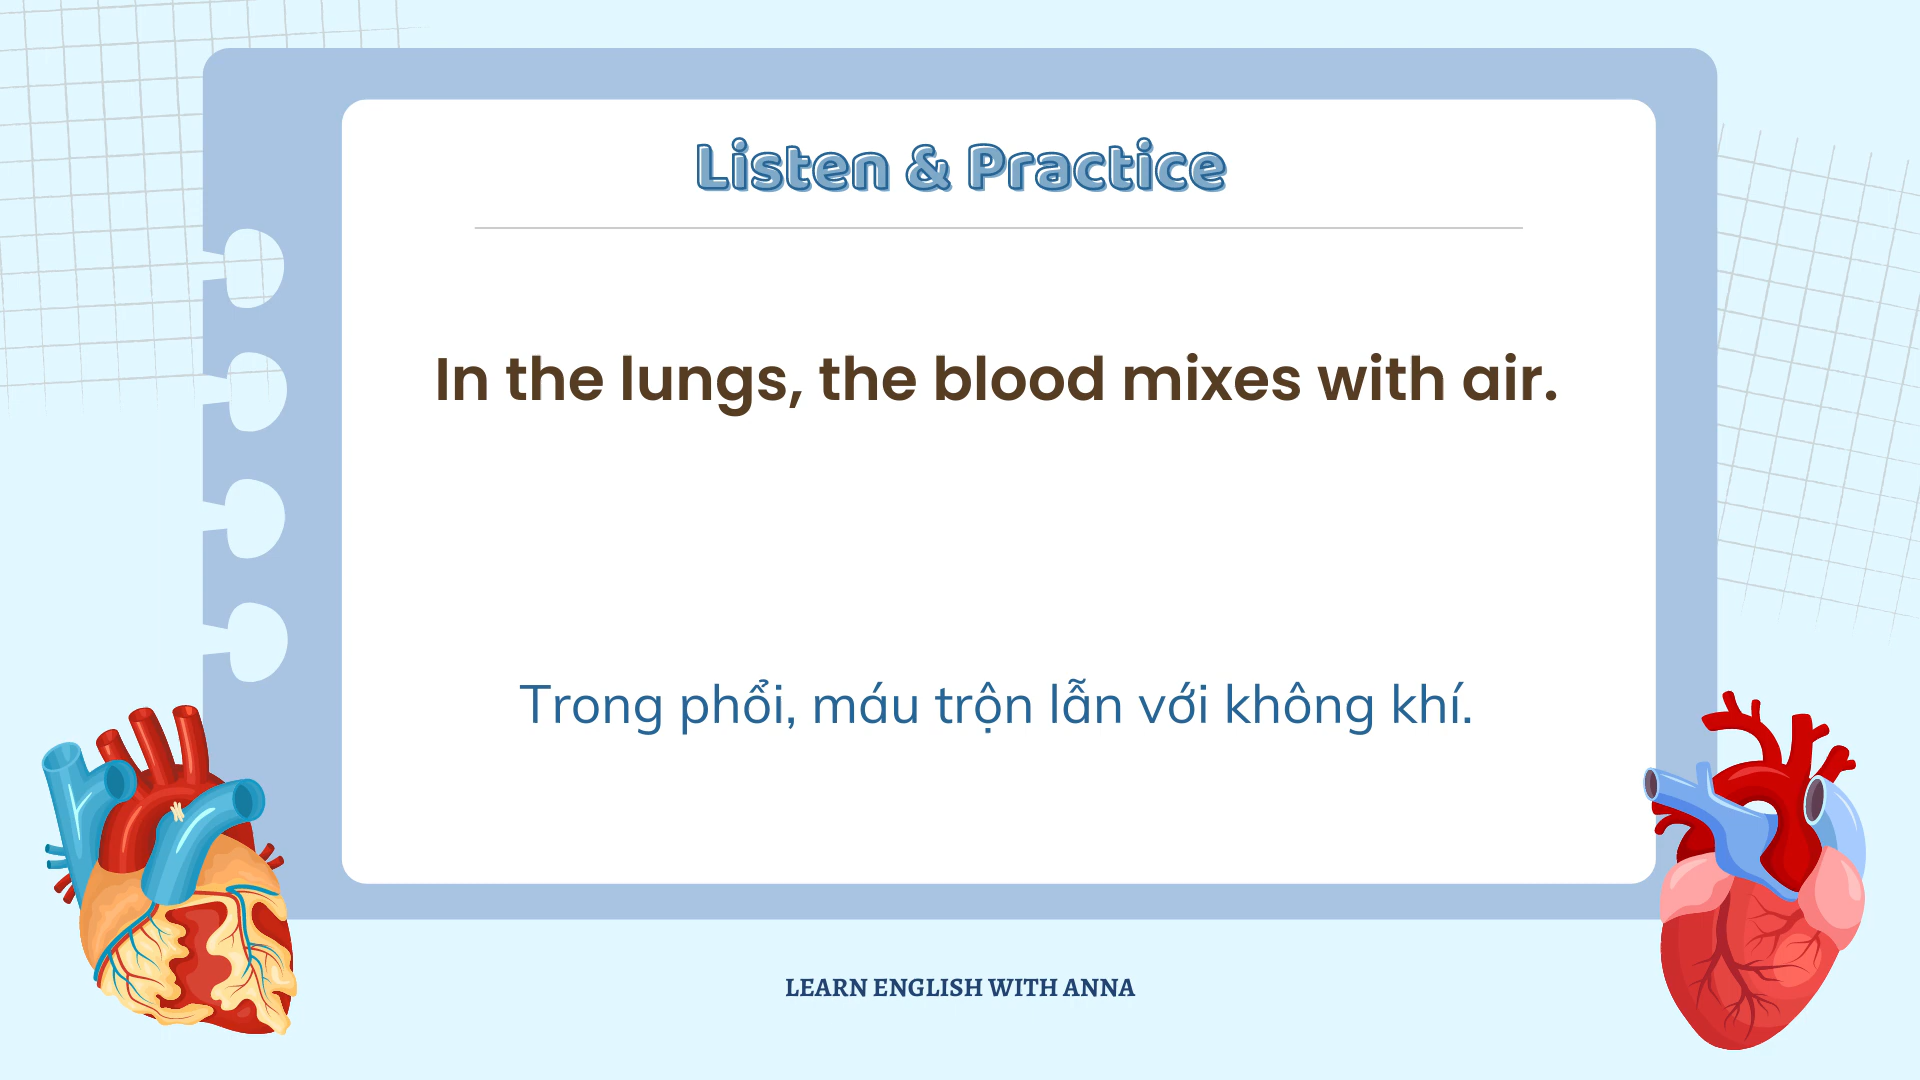 Listen & Practice
In the lungs, the blood mixes with air.
Trong phổi, máu trộn lẫn với không khí.
LEARN ENGLISH WITH ANNA